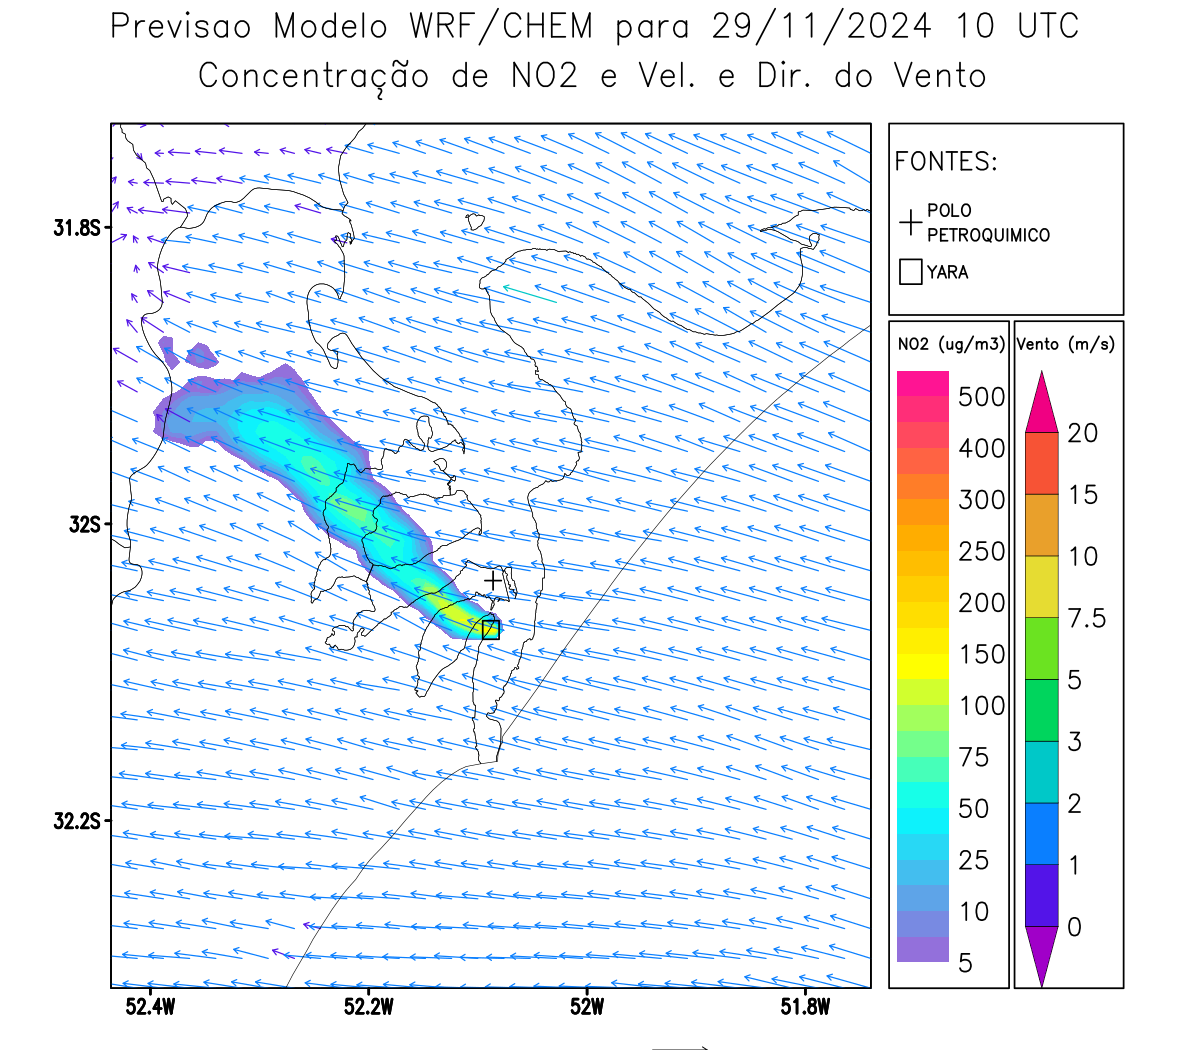 Previsao Modelo WRF/CHEM para 29/11/2024 10 UTC
Concentração de NO2 e Vel. e Dir. do Vento
FONTES:
POLO
PETROQUIMICO
YARA
NO2 (ug/m3)
500
400
300
250
200
150
100
75
50
25
10
5
Vento (m/s)
20
15
10
7.5
5
3
2
1
0
31.8S
32S
32.2S
52.4W
52.2W
52W
51.8W